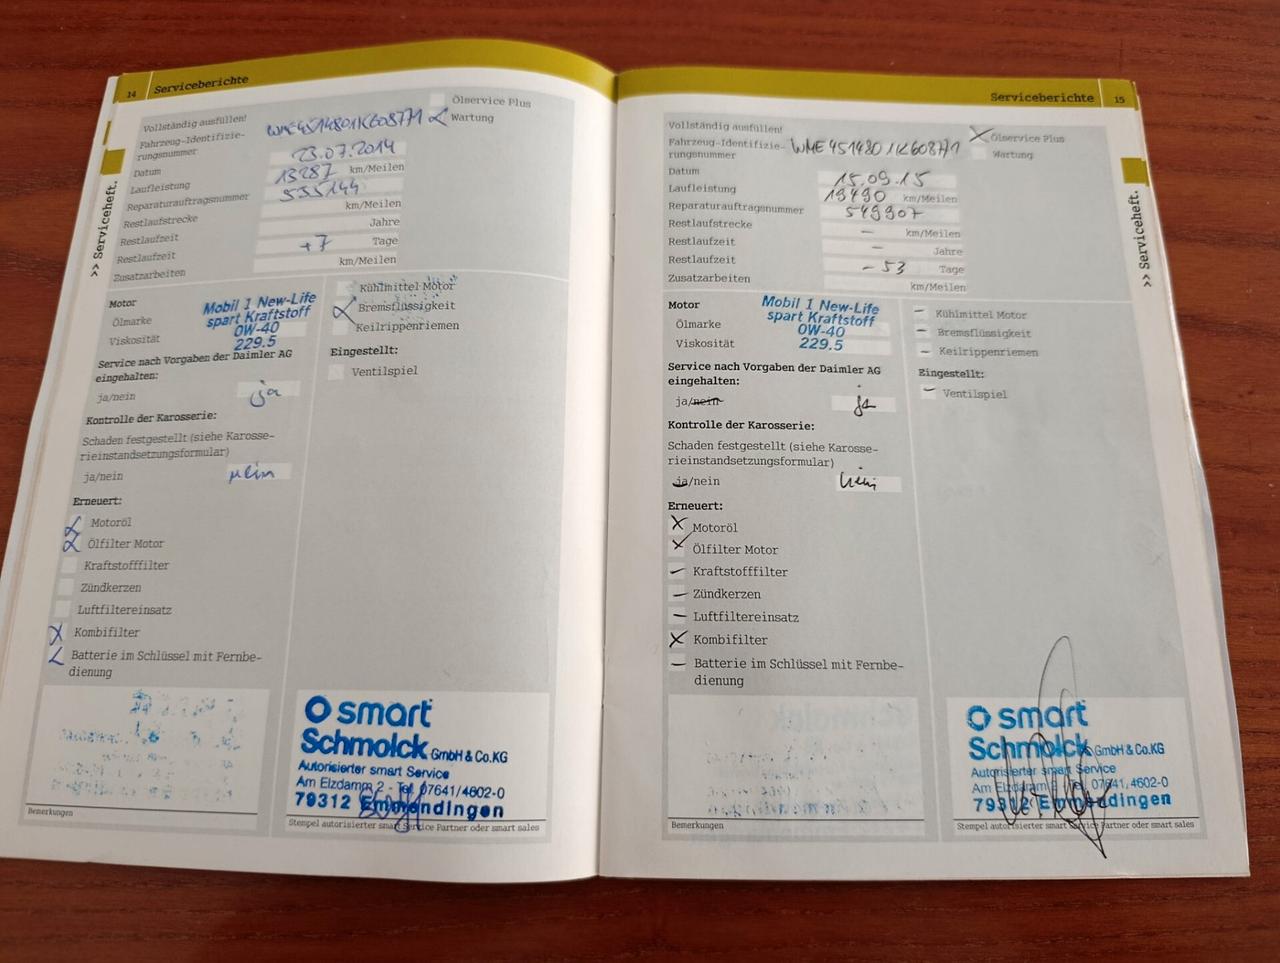 14 Serviceberichte
>> Serviceheft.
Vollständig ausfüllen!
Ölservice Plus
Wartung
Fahrzeug-Identifizie-
rungsnummer
WME4514801K608771
Datum
23.07.2014
Laufleistung
13287 km/Meilen
Reparaturauftragsnummer
535144
Restlaufstrecke
km/Meilen
Restlaufzeit
Jahre
Restlaufzeit
+7 Tage
Zusatzarbeiten
km/Meilen
Motor
Ölmarke
Viskosität
Mobil 1 New-Life
spart Kraftstoff
0W-40
229.5
Service nach Vorgaben der Daimler AG
eingehalten:
ja/nein ja
Kontrolle der Karosserie:
Schaden festgestellt (siehe Karosse-
rieinstandsetzungsformular)
ja/nein nein
Erneuert:
Motoröl
Ölfilter Motor
Kraftstofffilter
Zündkerzen
Luftfiltereinsatz
Kombifilter
Batterie im Schlüssel mit Fernbe-
dienung
Kühlmittel Motor
Bremsflüssigkeit
Keilrippenriemen
Eingestellt:
Ventilspiel
Bemerkungen
smart
Schmolck GmbH & Co.KG
Autorisierter smart Service
Am Elzdamm 2 - Tel. 07641/4602-0
79312 Emmendingen
Stempel autorisierter smart Service Partner oder smart sales
Serviceberichte 15
>> Serviceheft.
Vollständig ausfüllen!
Ölservice Plus
Wartung
Fahrzeug-Identifizie-
rungsnummer
WME4514801K608771
Datum
15.09.15
Laufleistung
19490 km/Meilen
Reparaturauftragsnummer
549907
Restlaufstrecke
– km/Meilen
Restlaufzeit
– Jahre
Restlaufzeit
– 53 Tage
Zusatzarbeiten
km/Meilen
Motor
Ölmarke
Viskosität
Mobil 1 New-Life
spart Kraftstoff
0W-40
229.5
Service nach Vorgaben der Daimler AG
eingehalten:
ja/nein ja
Kontrolle der Karosserie:
Schaden festgestellt (siehe Karosse-
rieinstandsetzungsformular)
ja/nein nein
Erneuert:
Motoröl
Ölfilter Motor
Kraftstofffilter
Zündkerzen
Luftfiltereinsatz
Kombifilter
Batterie im Schlüssel mit Fernbe-
dienung
Kühlmittel Motor
Bremsflüssigkeit
Keilrippenriemen
Eingestellt:
Ventilspiel
Bemerkungen
smart
Schmolck GmbH & Co.KG
Autorisierter smart Service
Am Elzdamm 2 - Tel. 07641/4602-0
79312 Emmendingen
Stempel autorisierter smart Service Partner oder smart sales